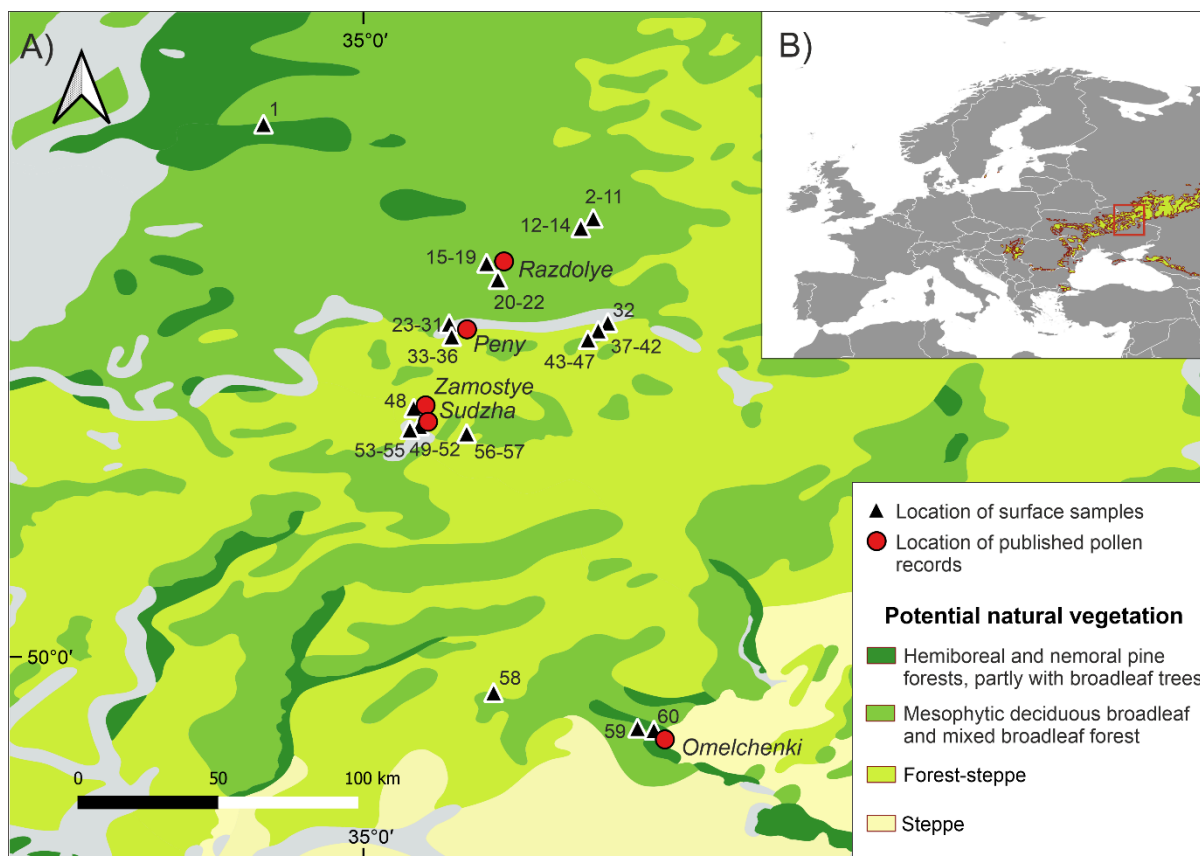 A)
35°0′
B)
1
2-11
12-14
15-19
Razdolye
20-22
32
23-31
Peny
37-42
33-36
43-47
Zamostye
48
Sudzha
53-55
49-52
56-57
Location of surface samples
Location of published pollen
records
Potential natural vegetation
Hemiboreal and nemoral pine
forests, partly with broadleaf trees
Mesophytic deciduous broadleaf
and mixed broadleaf forest
Forest-steppe
Steppe
50°0′
58
60
59
Omelchenki
0
50
100 km
35°0′